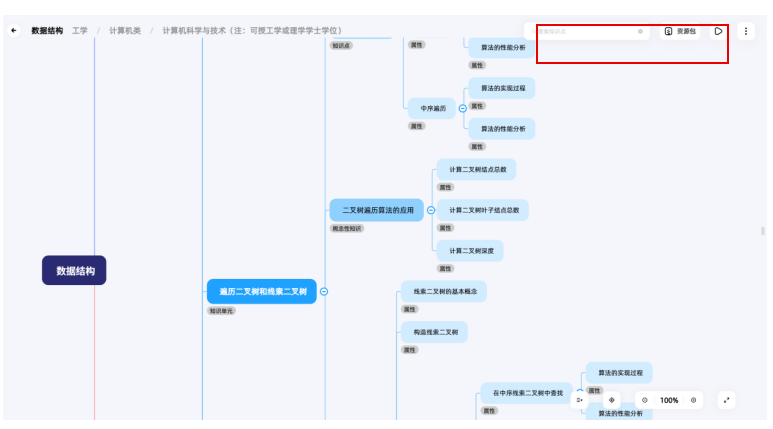 数据结构 工学 / 计算机类 / 计算机科学与技术（注：可授工学或理学学士学位）
搜索知识点
资源包
知识点
属性
算法的性能分析
属性
算法的实现过程
中序遍历
属性
属性
算法的性能分析
属性
计算二叉树结点总数
属性
二叉树遍历算法的应用
概念性知识
计算二叉树叶子结点总数
属性
计算二叉树深度
属性
数据结构
遍历二叉树和线索二叉树
知识单元
线索二叉树的基本概念
属性
构造线索二叉树
属性
算法的实现过程
在中序线索二叉树中查找
属性
属性
100%
算法的性能分析